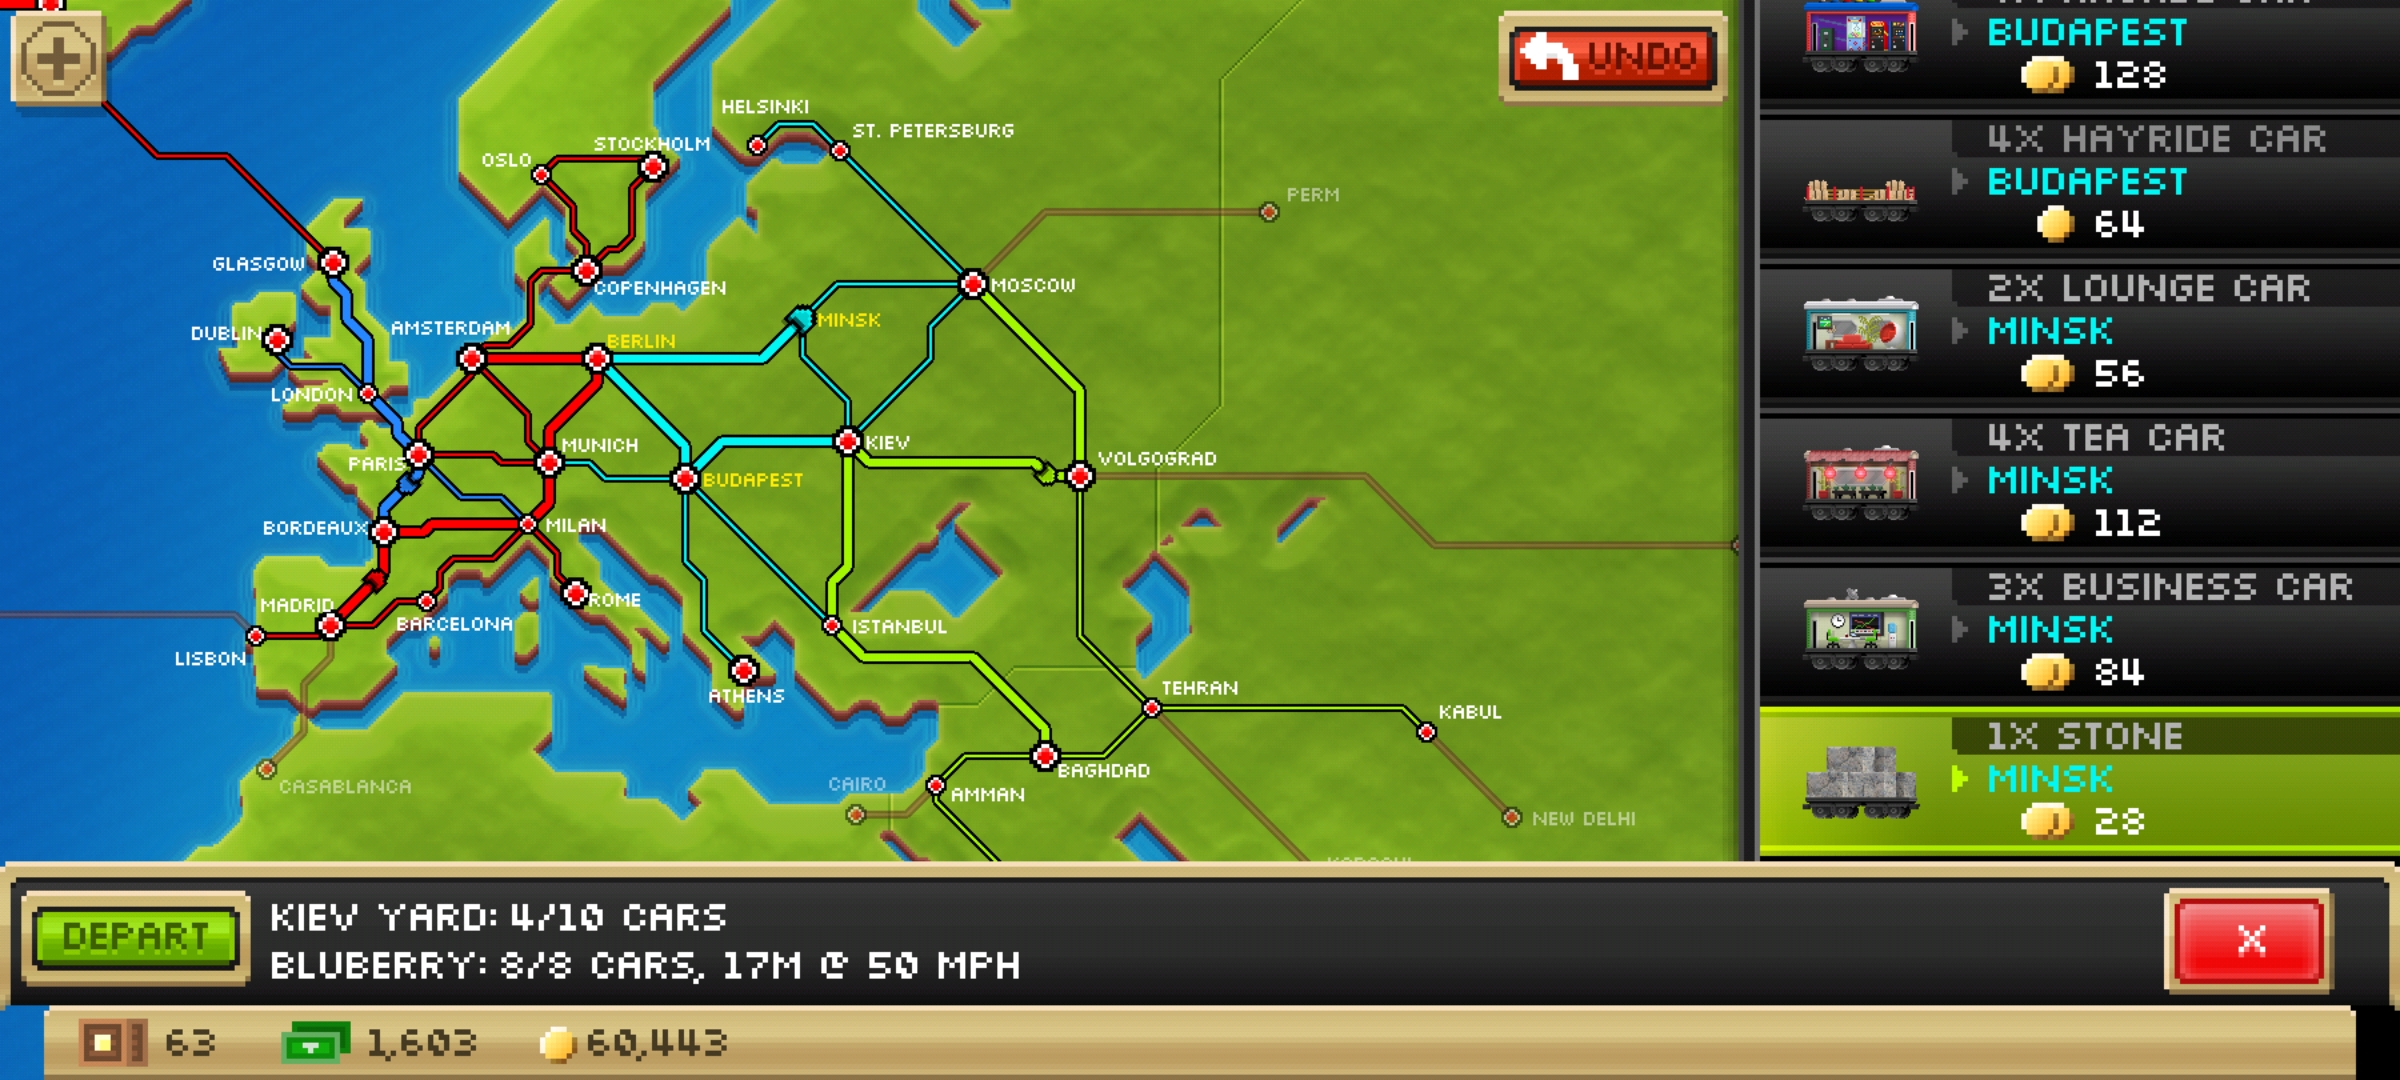 UNDO
HELSINKI
ST. PETERSBURG
STOCKHOLM
OSLO
PERM
GLASGOW
COPENHAGEN
MOSCOW
DUBLIN
AMSTERDAM
BERLIN
MINSK
LONDON
MUNICH
KIEV
VOLGOGRAD
PARIS
BUDAPEST
BORDEAUX
MILAN
MADRID
ROME
BARCELONA
ISTANBUL
LISBON
ATHENS
TEHRAN
KABUL
CASABLANCA
CAIRO
BAGHDAD
AMMAN
NEW DELHI
BUDAPEST
128
4X HAYRIDE CAR
BUDAPEST
64
2X LOUNGE CAR
MINSK
56
4X TEA CAR
MINSK
112
3X BUSINESS CAR
MINSK
84
1X STONE
MINSK
28
DEPART
KIEV YARD: 4/10 CARS
BLUBERRY: 8/8 CARS, 17M @ 50 MPH
X
63
1,603
60,443